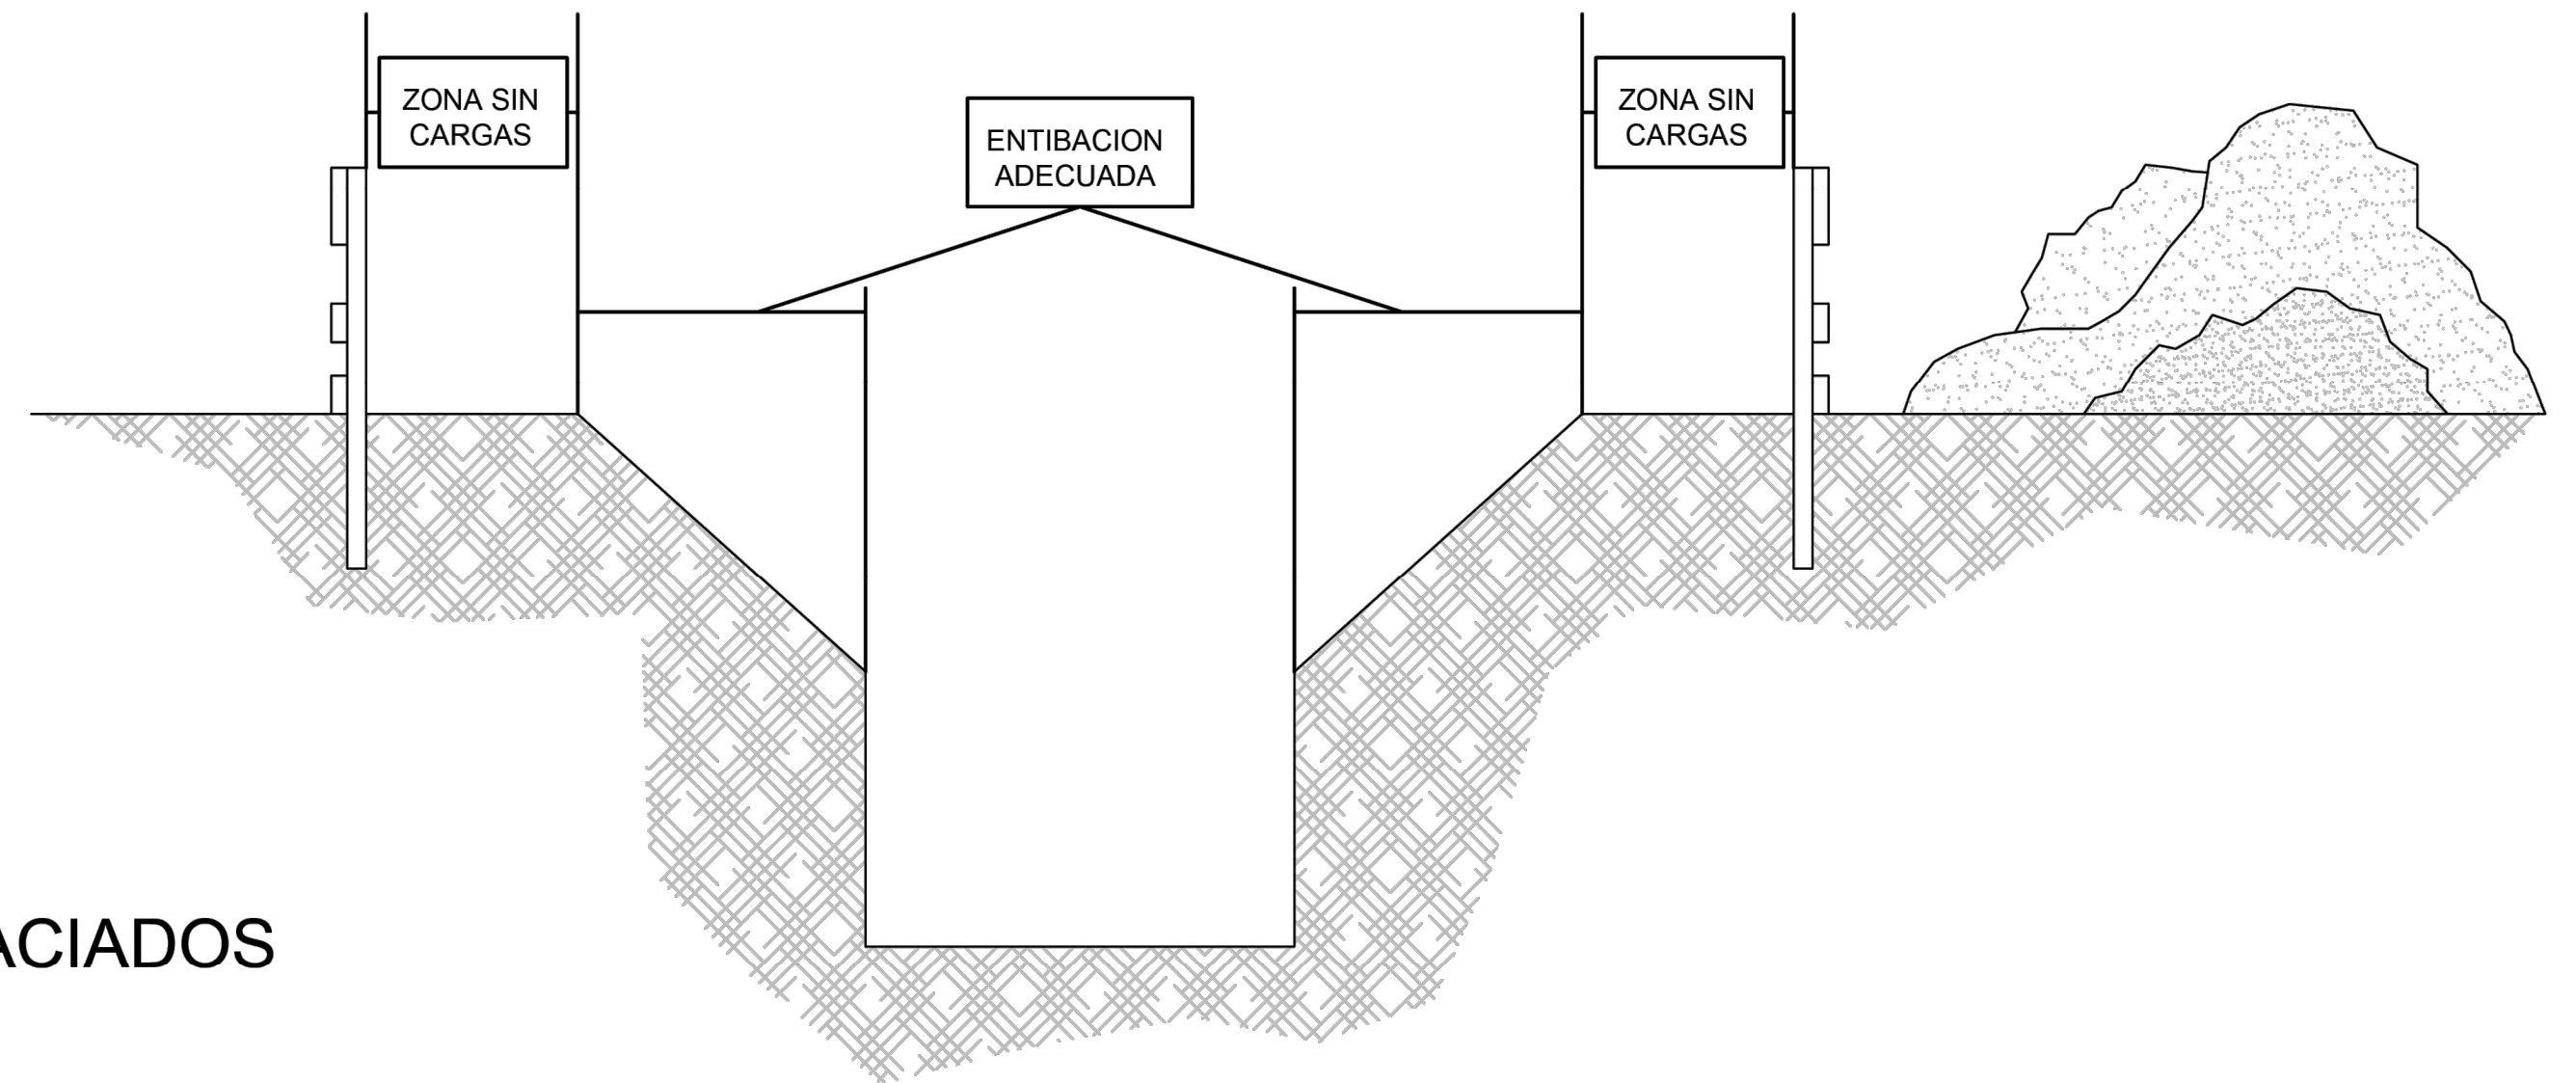 ZONA SIN
CARGAS
ENTIBACION
ADECUADA
ZONA SIN
CARGAS
ACIADOS